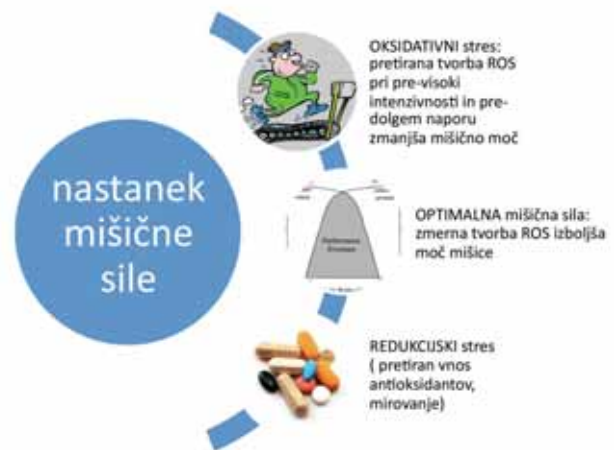 nastanek
mišične
sile
OKSIDATIVNI stres:
pretirana tvorba ROS
pri pre-visoki
intenzivnosti in pre-
dolgem naporu
zmanjša mišično moč
OPTIMALNA mišična sila:
zmerna tvorba ROS izboljša
moč mišice
REDUKCIJSKI stres
( pretiran vnos
antioksidantov,
mirovanje)